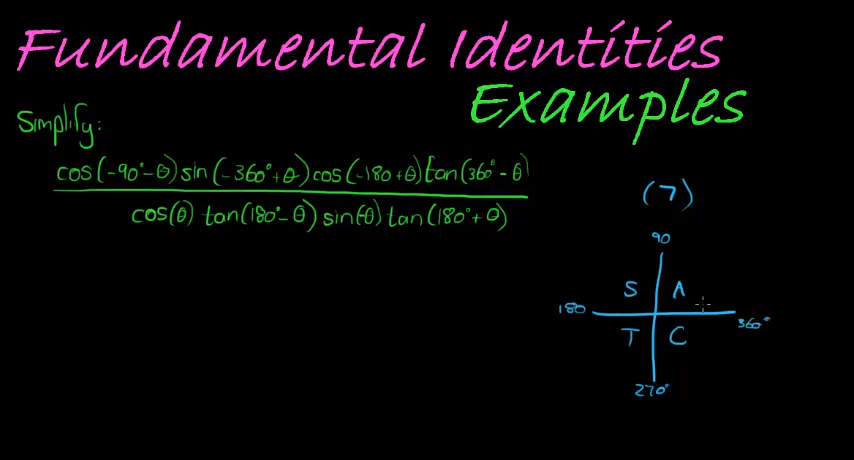 Fundamental Identities
Examples
Simplify:
cos(-90°-θ)sin(-360°+θ)cos(-180+θ)tan(360°-θ)
cos(θ) tan(180°-θ) sin(-θ) tan(180°+θ)
(7)
90
S A
180 360°
T C
270°